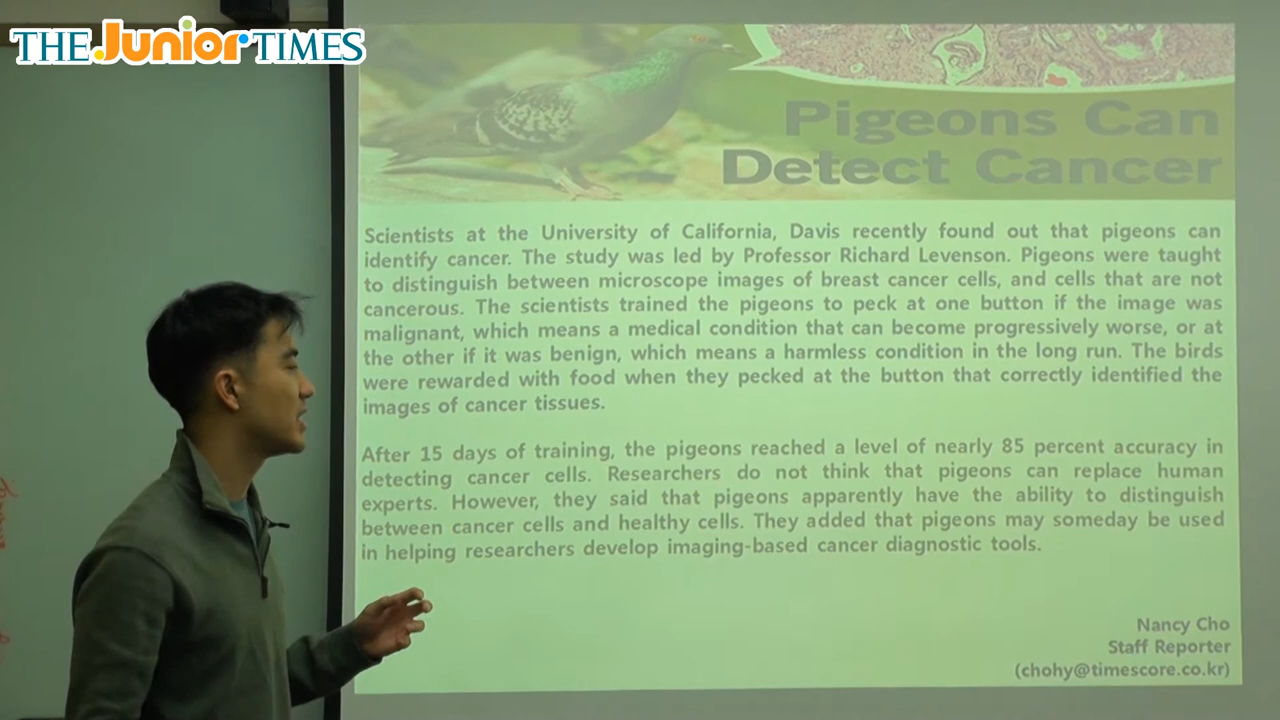 THE Junior TIMES
Pigeons Can
Detect Cancer
Scientists at the University of California, Davis recently found out that pigeons can
identify cancer. The study was led by Professor Richard Levenson. Pigeons were taught
to distinguish between microscope images of breast cancer cells, and cells that are not
cancerous. The scientists trained the pigeons to peck at one button if the image was
malignant, which means a medical condition that can become progressively worse, or at
the other if it was benign, which means a harmless condition in the long run. The birds
were rewarded with food when they pecked at the button that correctly identified the
images of cancer tissues.
After 15 days of training, the pigeons reached a level of nearly 85 percent accuracy in
detecting cancer cells. Researchers do not think that pigeons can replace human
experts. However, they said that pigeons apparently have the ability to distinguish
between cancer cells and healthy cells. They added that pigeons may someday be used
in helping researchers develop imaging-based cancer diagnostic tools.
Nancy Cho
Staff Reporter
(chohy@timescore.co.kr)